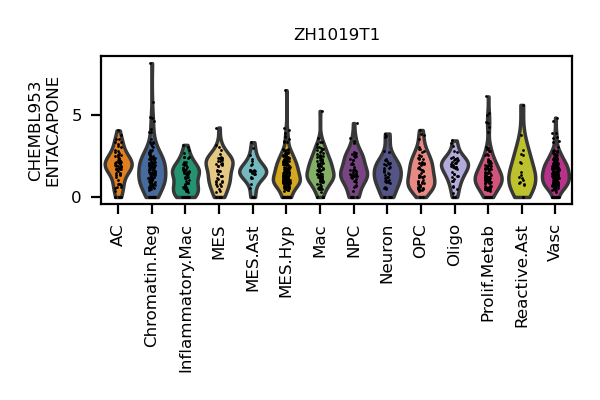 ZH1019T1
CHEMBL953
ENTACAPONE
5
0
AC
Chromatin.Reg
Inflammatory.Mac
MES
MES.Ast
MES.Hyp
Mac
NPC
Neuron
OPC
Oligo
Prolif.Metab
Reactive.Ast
Vasc